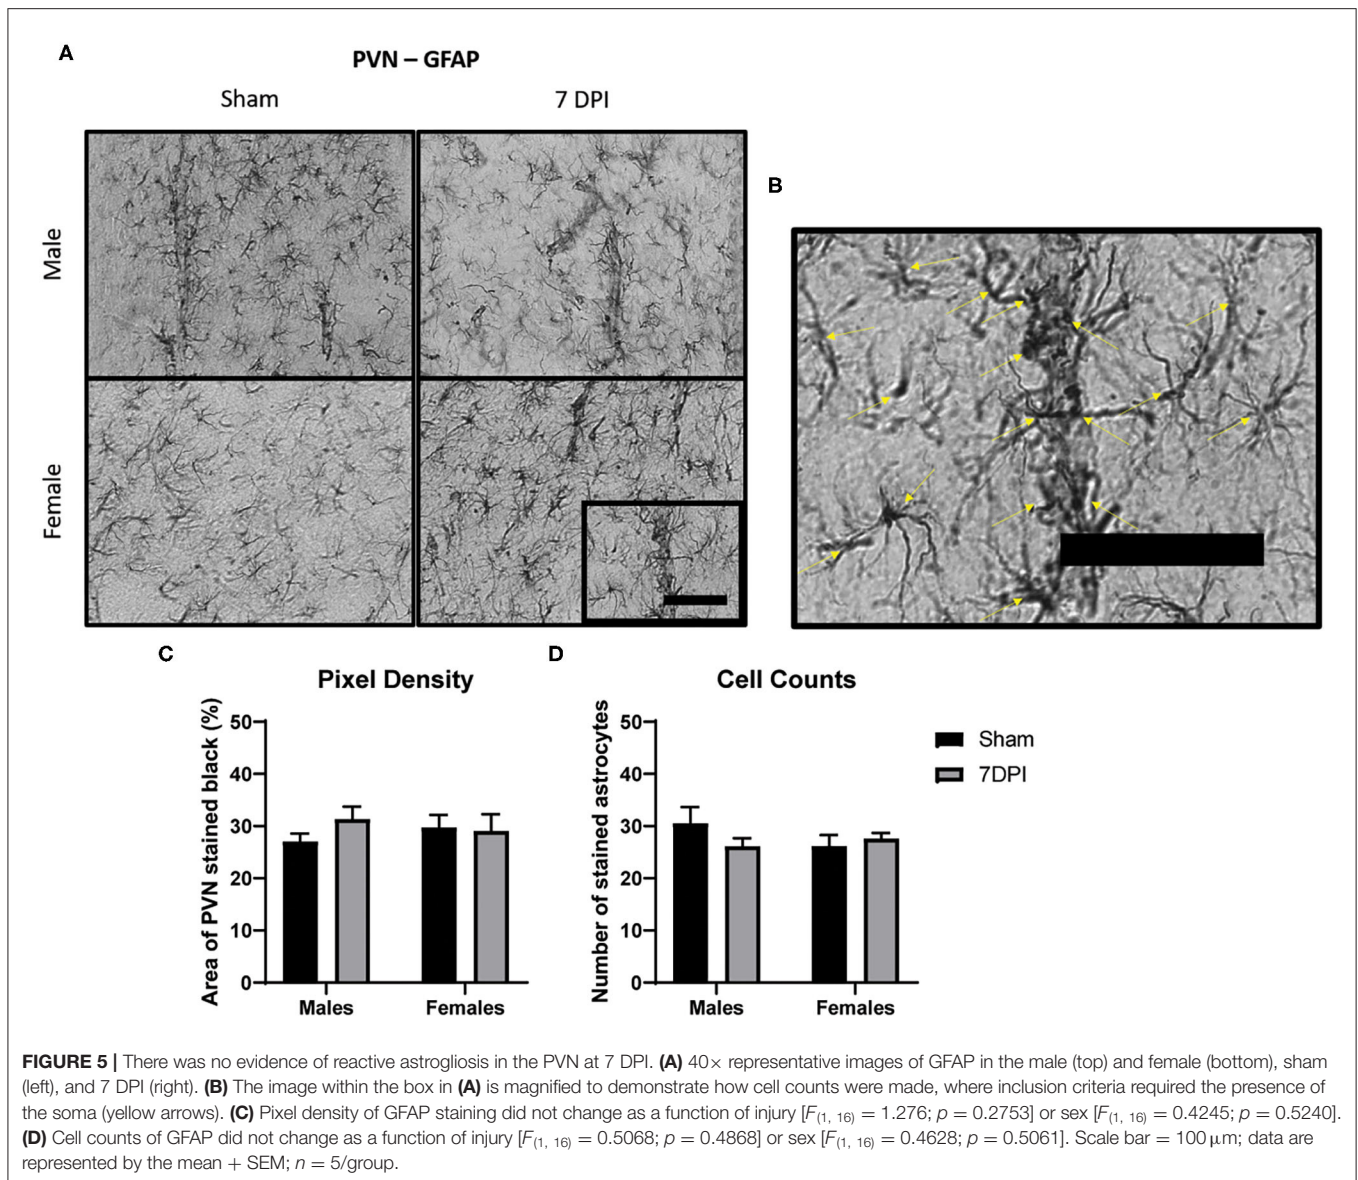 A
PVN – GFAP
Sham
7 DPI
Male
Female
B
C
Pixel Density
Area of PVN stained black (%)
50
40
30
20
10
0
Males
Females
D
Cell Counts
Number of stained astrocytes
50
40
30
20
10
0
Males
Females
Sham
7DPI
FIGURE 5 | There was no evidence of reactive astrogliosis in the PVN at 7 DPI. (A) 40× representative images of GFAP in the male (top) and female (bottom), sham
(left), and 7 DPI (right). (B) The image within the box in (A) is magnified to demonstrate how cell counts were made, where inclusion criteria required the presence of
the soma (yellow arrows). (C) Pixel density of GFAP staining did not change as a function of injury [F(1, 16) = 1.276; p = 0.2753] or sex [F(1, 16) = 0.4245; p = 0.5240].
(D) Cell counts of GFAP did not change as a function of injury [F(1, 16) = 0.5068; p = 0.4868] or sex [F(1, 16) = 0.4628; p = 0.5061]. Scale bar = 100 μm; data are
represented by the mean + SEM; n = 5/group.